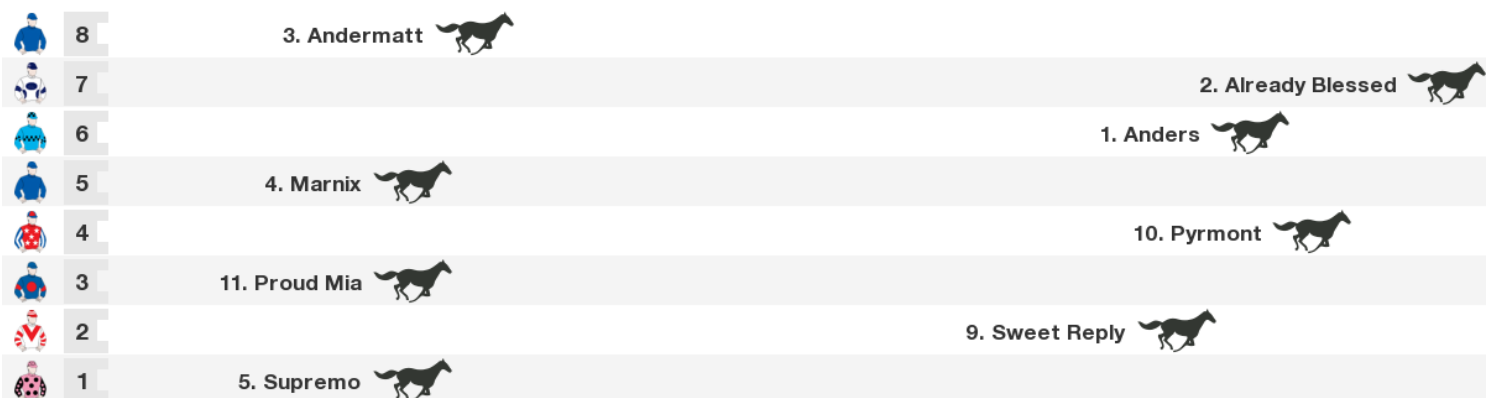 8 3. Andermatt
7 2. Already Blessed
6 1. Anders
5 4. Marnix
4 10. Pyrmont
3 11. Proud Mia
2 9. Sweet Reply
1 5. Supremo